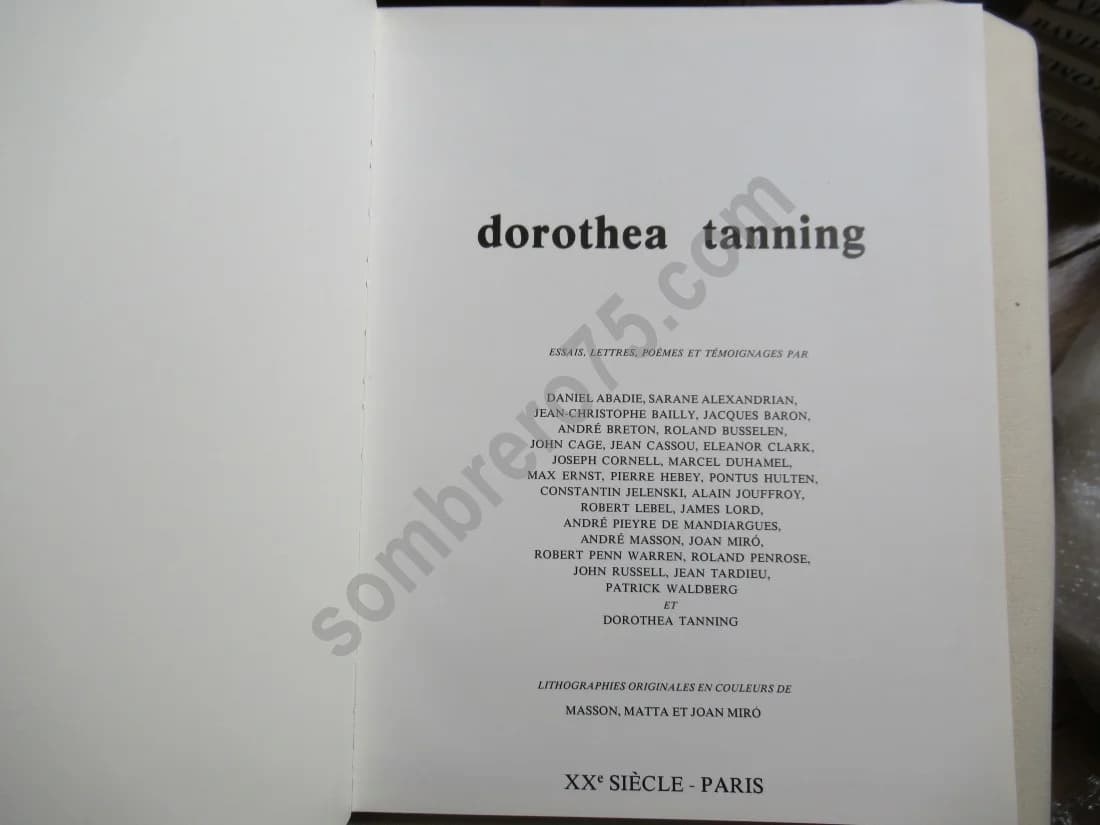 dorothea tanning
ESSAIS, LETTRES, POÈMES ET TÉMOIGNAGES PAR
DANIEL ABADIE, SARANE ALEXANDRIAN,
JEAN-CHRISTOPHE BAILLY, JACQUES BARON,
ANDRÉ BRETON, ROLAND BUSSELEN,
JOHN CAGE, JEAN CASSOU, ELEANOR CLARK,
JOSEPH CORNELL, MARCEL DUHAMEL,
MAX ERNST, PIERRE HEBEY, PONTUS HULTEN,
CONSTANTIN JELENSKI, ALAIN JOUFFROY,
ROBERT LEBEL, JAMES LORD,
ANDRÉ PIEYRE DE MANDIARGUES,
ANDRÉ MASSON, JOAN MIRÓ,
ROBERT PENN WARREN, ROLAND PENROSE,
JOHN RUSSELL, JEAN TARDIEU,
PATRICK WALDBERG
ET
DOROTHEA TANNING
LITHOGRAPHIES ORIGINALES EN COULEURS DE
MASSON, MATTA ET JOAN MIRÓ
XXe SIÈCLE - PARIS
sombrero75.com